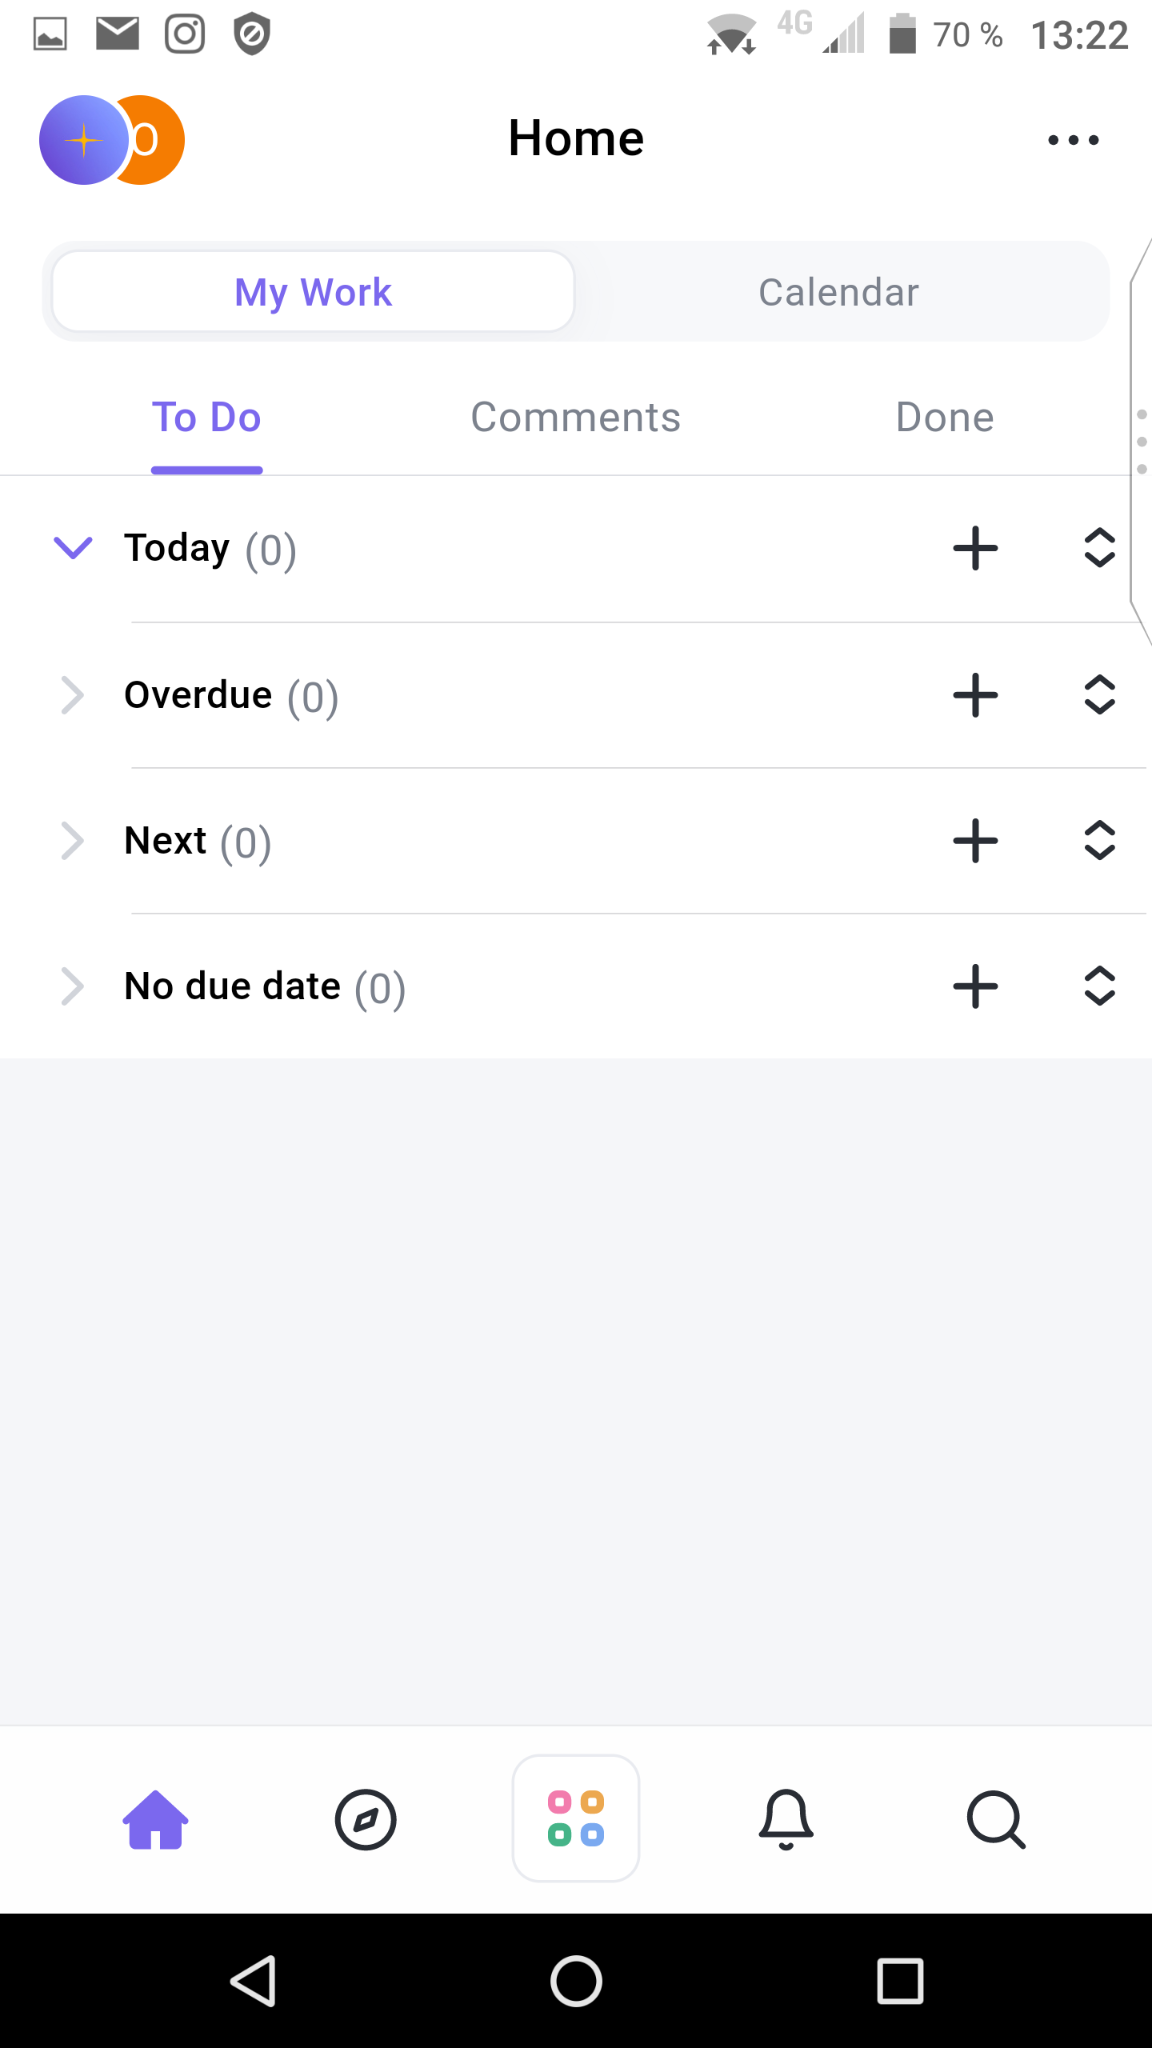 4G 70 % 13:22
O Home
My Work Calendar
To Do Comments Done
Today (0)
Overdue (0)
Next (0)
No due date (0)